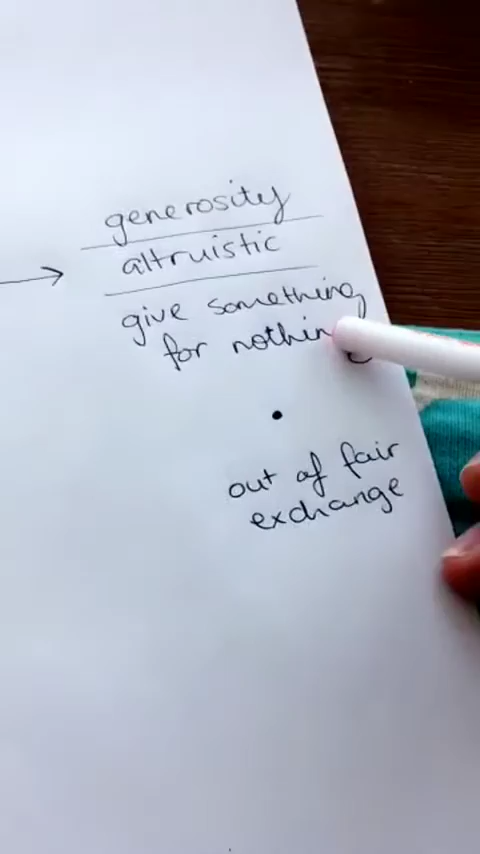 generosity
altruistic
give something
for nothing
out of fair
exchange